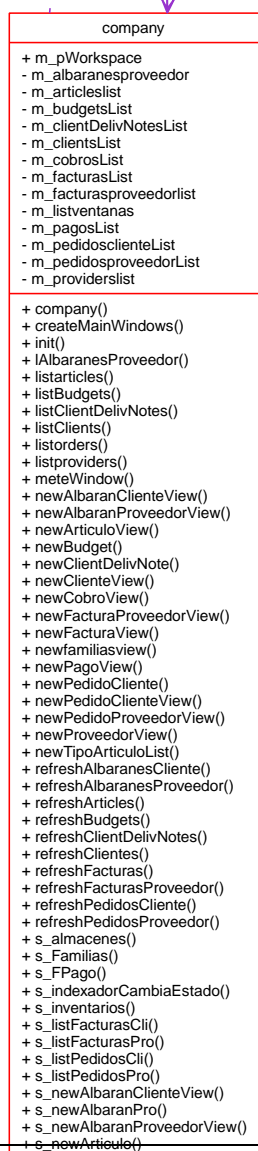 company
+ m_pWorkspace
- m_albaranesproveedor
- m_articleslist
- m_budgetsList
- m_clientDelivNotesList
- m_clientsList
- m_cobrosList
- m_facturasList
- m_facturasproveedorlist
- m_listventanas
- m_pagosList
- m_pedidosclienteList
- m_pedidosproveedorList
- m_providerslist
+ company()
+ createMainWindows()
+ init()
+ lAlbaranesProveedor()
+ listarticles()
+ listBudgets()
+ listClientDelivNotes()
+ listClients()
+ listorders()
+ listproviders()
+ meteWindow()
+ newAlbaranClienteView()
+ newAlbaranProveedorView()
+ newArticuloView()
+ newBudget()
+ newClientDelivNote()
+ newClienteView()
+ newCobroView()
+ newFacturaProveedorView()
+ newFacturaView()
+ newfamiliasview()
+ newPagoView()
+ newPedidoCliente()
+ newPedidoClienteView()
+ newPedidoProveedorView()
+ newProveedorView()
+ newTipoArticuloList()
+ refreshAlbaranesCliente()
+ refreshAlbaranesProveedor()
+ refreshArticles()
+ refreshBudgets()
+ refreshClientDelivNotes()
+ refreshClientes()
+ refreshFacturas()
+ refreshFacturasProveedor()
+ refreshPedidosCliente()
+ refreshPedidosProveedor()
+ s_almacenes()
+ s_Familias()
+ s_FPago()
+ s_indexadorCambiaEstado()
+ s_inventarios()
+ s_listFacturasCli()
+ s_listFacturasPro()
+ s_listPedidosCli()
+ s_listPedidosPro()
+ s_newAlbaranClienteView()
+ s_newAlbaranPro()
+ s_newAlbaranProveedorView()
+ s_newArticulo()